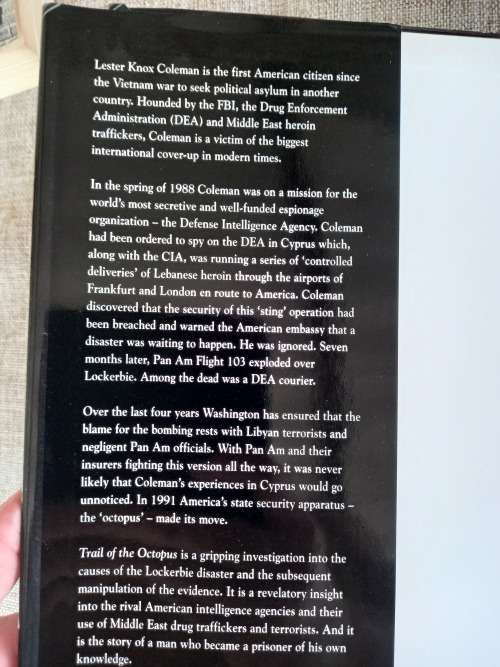 Lester Knox Coleman is the first American citizen since
the Vietnam war to seek political asylum in another
country. Hounded by the FBI, the Drug Enforcement
Administration (DEA) and Middle East heroin
traffickers, Coleman is a victim of the biggest
international cover-up in modern times.
In the spring of 1988 Coleman was on a mission for the
world's most secretive and well-funded espionage
organization – the Defense Intelligence Agency. Coleman
had been ordered to spy on the DEA in Cyprus which,
along with the CIA, was running a series of 'controlled
deliveries' of Lebanese heroin through the airports of
Frankfurt and London en route to America. Coleman
discovered that the security of this 'sting' operation had
been breached and warned the American embassy that a
disaster was waiting to happen. He was ignored. Seven
months later, Pan Am Flight 103 exploded over
Lockerbie. Among the dead was a DEA courier.
Over the last four years Washington has ensured that the
blame for the bombing rests with Libyan terrorists and
negligent Pan Am officials. With Pan Am and their
insurers fighting this version all the way, it was never
likely that Coleman's experiences in Cyprus would go
unnoticed. In 1991 America's state security apparatus –
the 'octopus' – made its move.
Trail of the Octopus is a gripping investigation into the
causes of the Lockerbie disaster and the subsequent
manipulation of the evidence. It is a revelatory insight
into the rival American intelligence agencies and their
use of Middle East drug traffickers and terrorists. And it
is the story of a man who became a prisoner of his own
knowledge.